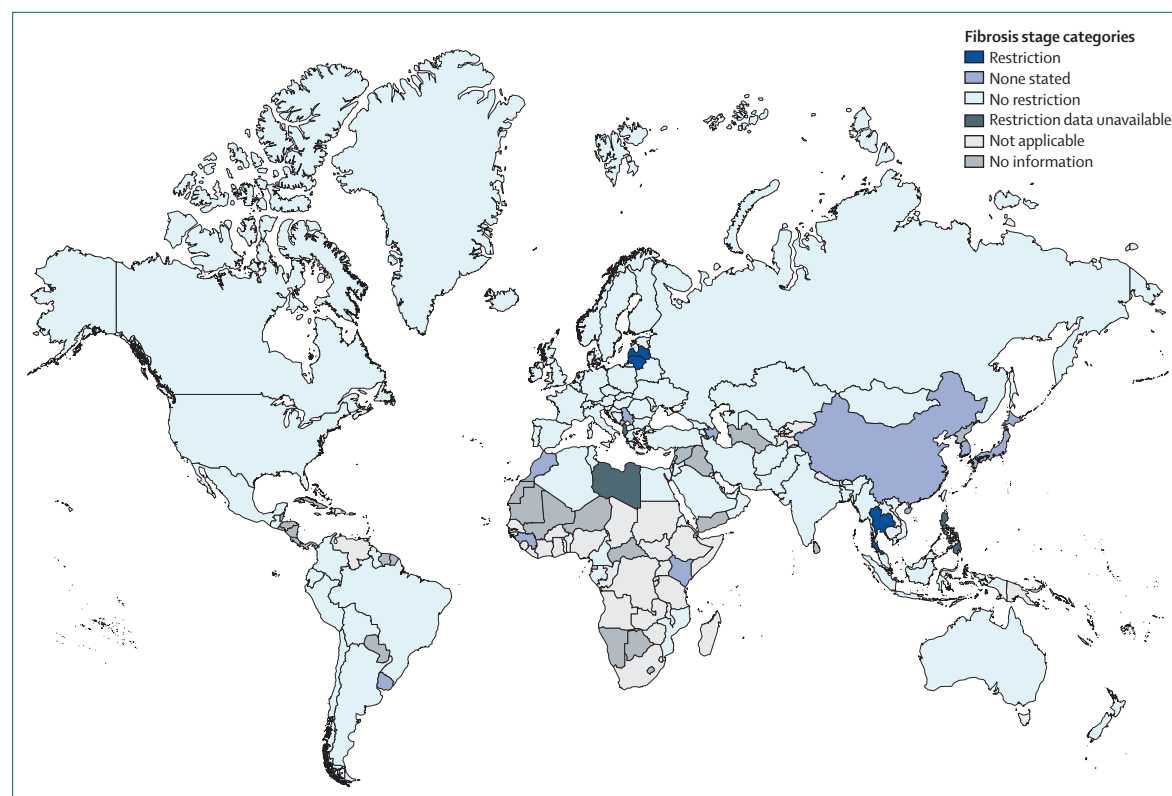 Fibrosis stage categories
Restriction
None stated
No restriction
Restriction data unavailable
Not applicable
No information